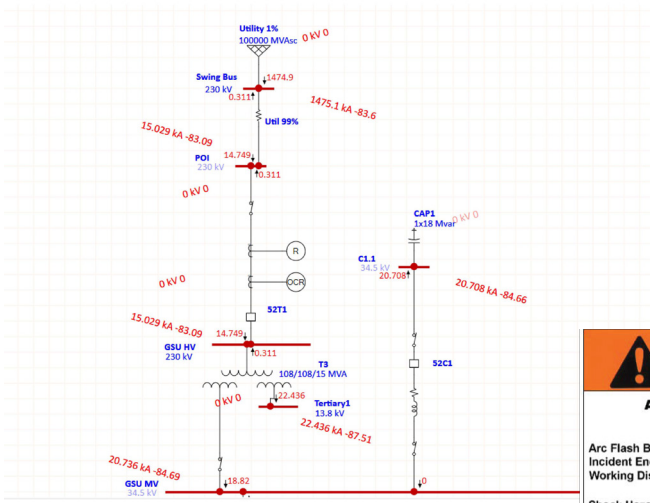 Utility 1%
100000 MVAsc
0 kV 0
Swing Bus
230 kV
1474.9
0.311
1475.1 kA -83.6
Util 99%
15.029 kA -83.09
POI
230 kV
14.749
0.311
0 kV 0
CAP1
1x18 Mvar
0 kV 0
R
C1.1
34.5 kV
20.708
20.708 kA -84.66
0 kV 0
OCR
52T1
15.029 kA -83.09
14.749
GSU HV
230 kV
0.311
T3
108/108/15 MVA
52C1
0 kV 0
22.436
Tertiary1
13.8 kV
22.436 kA -87.51
A
Arc Flash B
Incident En
Working Dis
20.736 kA -84.69
GSU MV
34.5 kV
18.82
0